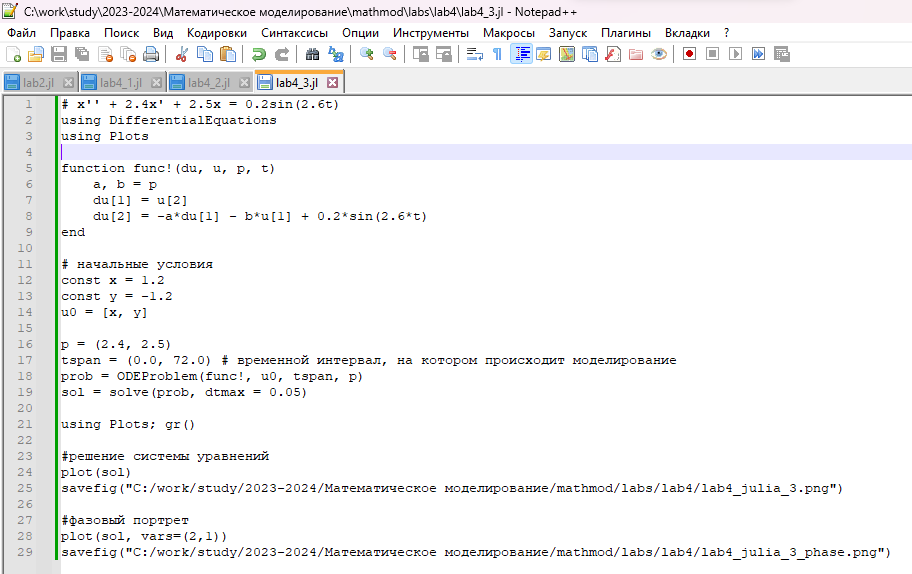 C:\work\study\2023-2024\Математическое моделирование\mathmod\labs\lab4\lab4_3.jl - Notepad++
Файл Правка Поиск Вид Кодировки Синтаксисы Опции Инструменты Макросы Запуск Плагины Вкладки ?
lab2.jl lab4_1.jl lab4_2.jl lab4_3.jl
1 # x'' + 2.4x' + 2.5x = 0.2sin(2.6t)
2 using DifferentialEquations
3 using Plots
4
5 function func!(du, u, p, t)
6     a, b = p
7     du[1] = u[2]
8     du[2] = -a*du[1] - b*u[1] + 0.2*sin(2.6*t)
9 end
10
11 # начальные условия
12 const x = 1.2
13 const y = -1.2
14 u0 = [x, y]
15
16 p = (2.4, 2.5)
17 tspan = (0.0, 72.0) # временной интервал, на котором происходит моделирование
18 prob = ODEProblem(func!, u0, tspan, p)
19 sol = solve(prob, dtmax = 0.05)
20
21 using Plots; gr()
22
23 #решение системы уравнений
24 plot(sol)
25 savefig("C:/work/study/2023-2024/Математическое моделирование/mathmod/labs/lab4/lab4_julia_3.png")
26
27 #фазовый портрет
28 plot(sol, vars=(2,1))
29 savefig("C:/work/study/2023-2024/Математическое моделирование/mathmod/labs/lab4/lab4_julia_3_phase.png")